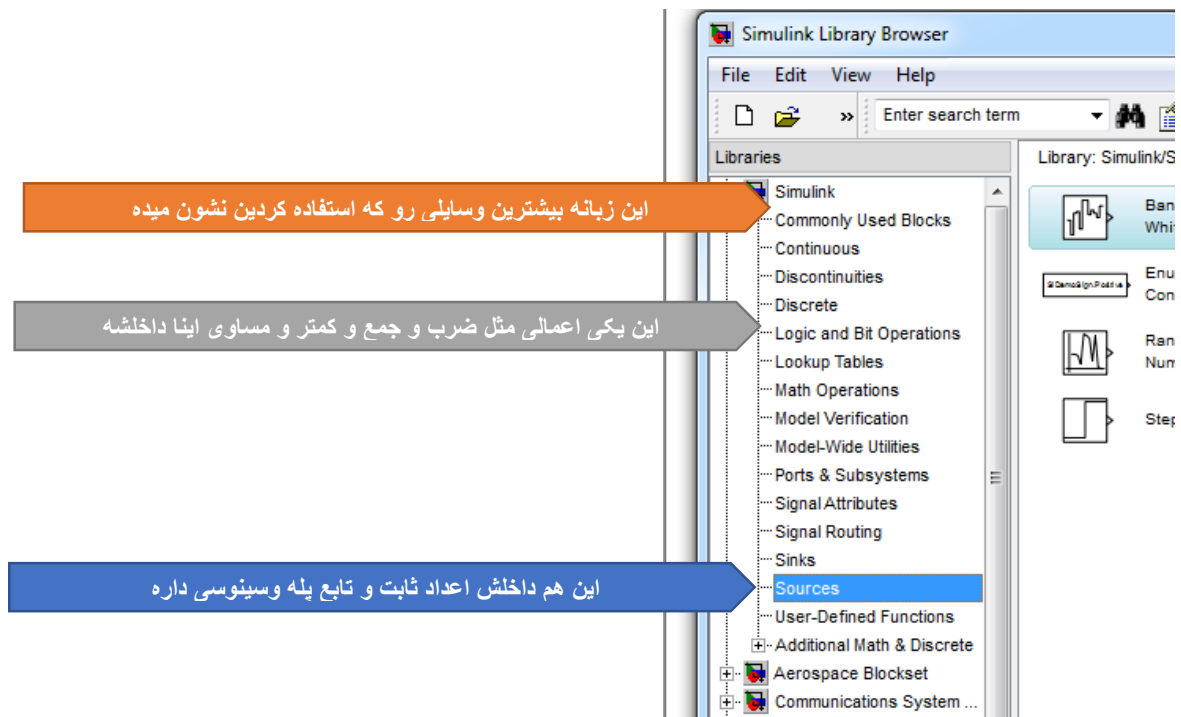 Simulink Library Browser
File Edit View Help
» Enter search term
Libraries
Library: Simulink/S
Simulink
این زبانه بیشترین وسایلی رو که استفاده کردین نشون میده
Commonly Used Blocks
Continuous
Discontinuities
Discrete
این یکی اعمالی مثل ضرب و جمع و کمتر و مساوی اینا داخلشه
Logic and Bit Operations
Lookup Tables
Math Operations
Model Verification
Model-Wide Utilities
Ports & Subsystems
Signal Attributes
Signal Routing
Sinks
این هم داخلش اعداد ثابت و تابع پله وسینوسی داره
Sources
User-Defined Functions
Additional Math & Discrete
Aerospace Blockset
Communications System ...
Ban
Whi
SlDemoSign.Positive
Enu
Con
Ran
Num
Step